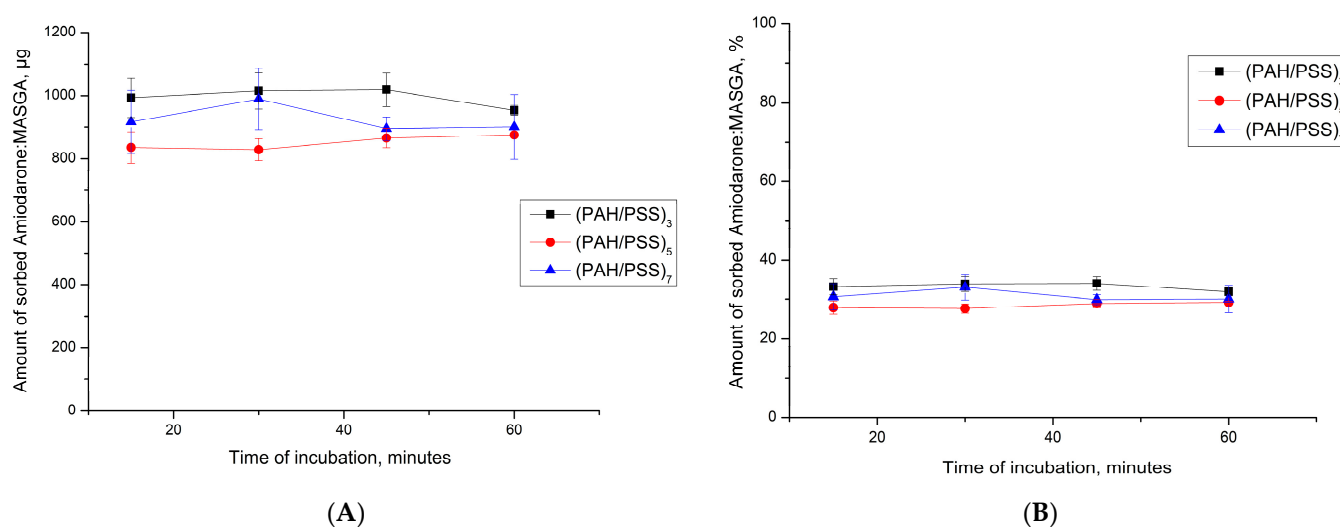 Amount of sorbed Amiodarone:MASGA, µg
1200
1000
800
600
400
200
0
20
40
60
Time of incubation, minutes
(PAH/PSS)3
(PAH/PSS)5
(PAH/PSS)7
(A)
Amount of sorbed Amiodarone:MASGA, %
100
80
60
40
20
0
20
40
60
Time of incubation, minutes
(PAH/PSS)
(PAH/PSS)
(PAH/PSS)
(B)